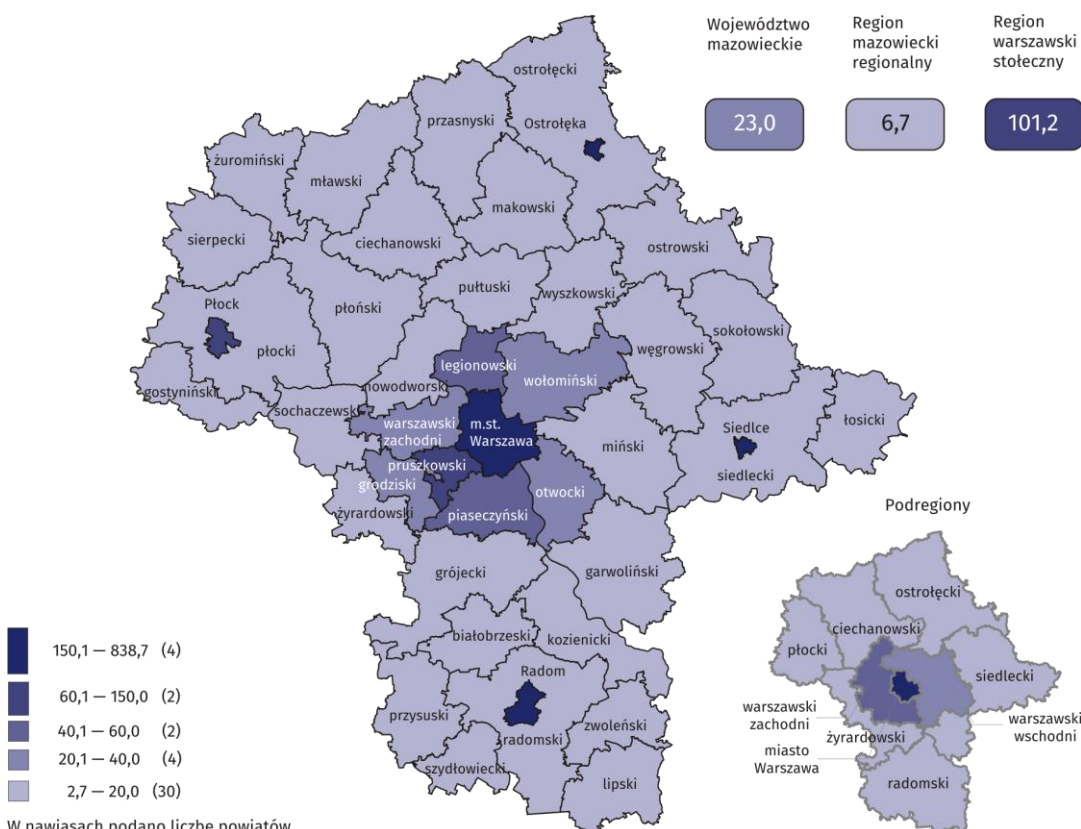 Województwo
mazowieckie
Region
mazowiecki
regionalny
Region
warszawski
stołeczny
23,0
6,7
101,2
ostrołęcki
przasnyski
Ostrołęka
żuromiński
mławski
makowski
sierpecki
ciechanowski
ostrowski
pułtuski
wyszkowski
Płock
płoński
sokołowski
płocki
legionowski
węgrowski
wołomiński
gostyniński
nowodworski
sochaczewski
łosicki
warszawski
zachodni
m.st.
Warszawa
Siedlce
miński
pruszkowski
siedlecki
grodziski
otwocki
żyrardowski
piaseczyński
grójecki
garwoliński
białobrzeski
kozienicki
Radom
przysuski
zwoleński
radomski
szydłowiecki
lipski
Podregiony
ostrołęcki
ciechanowski
płocki
siedlecki
warszawski
zachodni
żyrardowski
warszawski
wschodni
miasto
Warszawa
radomski
150,1 — 838,7 (4)
60,1 — 150,0 (2)
40,1 — 60,0 (2)
20,1 — 40,0 (4)
2,7 — 20,0 (30)
W nawiasach podano liczbę powiatów